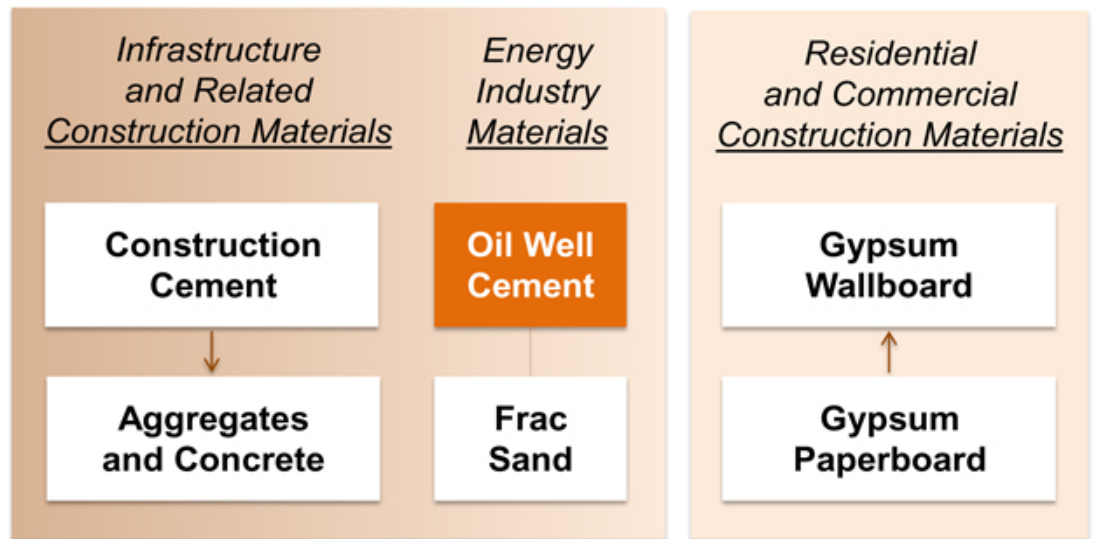 Infrastructure
and Related
Construction Materials
Construction
Cement
Aggregates
and Concrete
Energy
Industry
Materials
Oil Well
Cement
Frac
Sand
Residential
and Commercial
Construction Materials
Gypsum
Wallboard
Gypsum
Paperboard